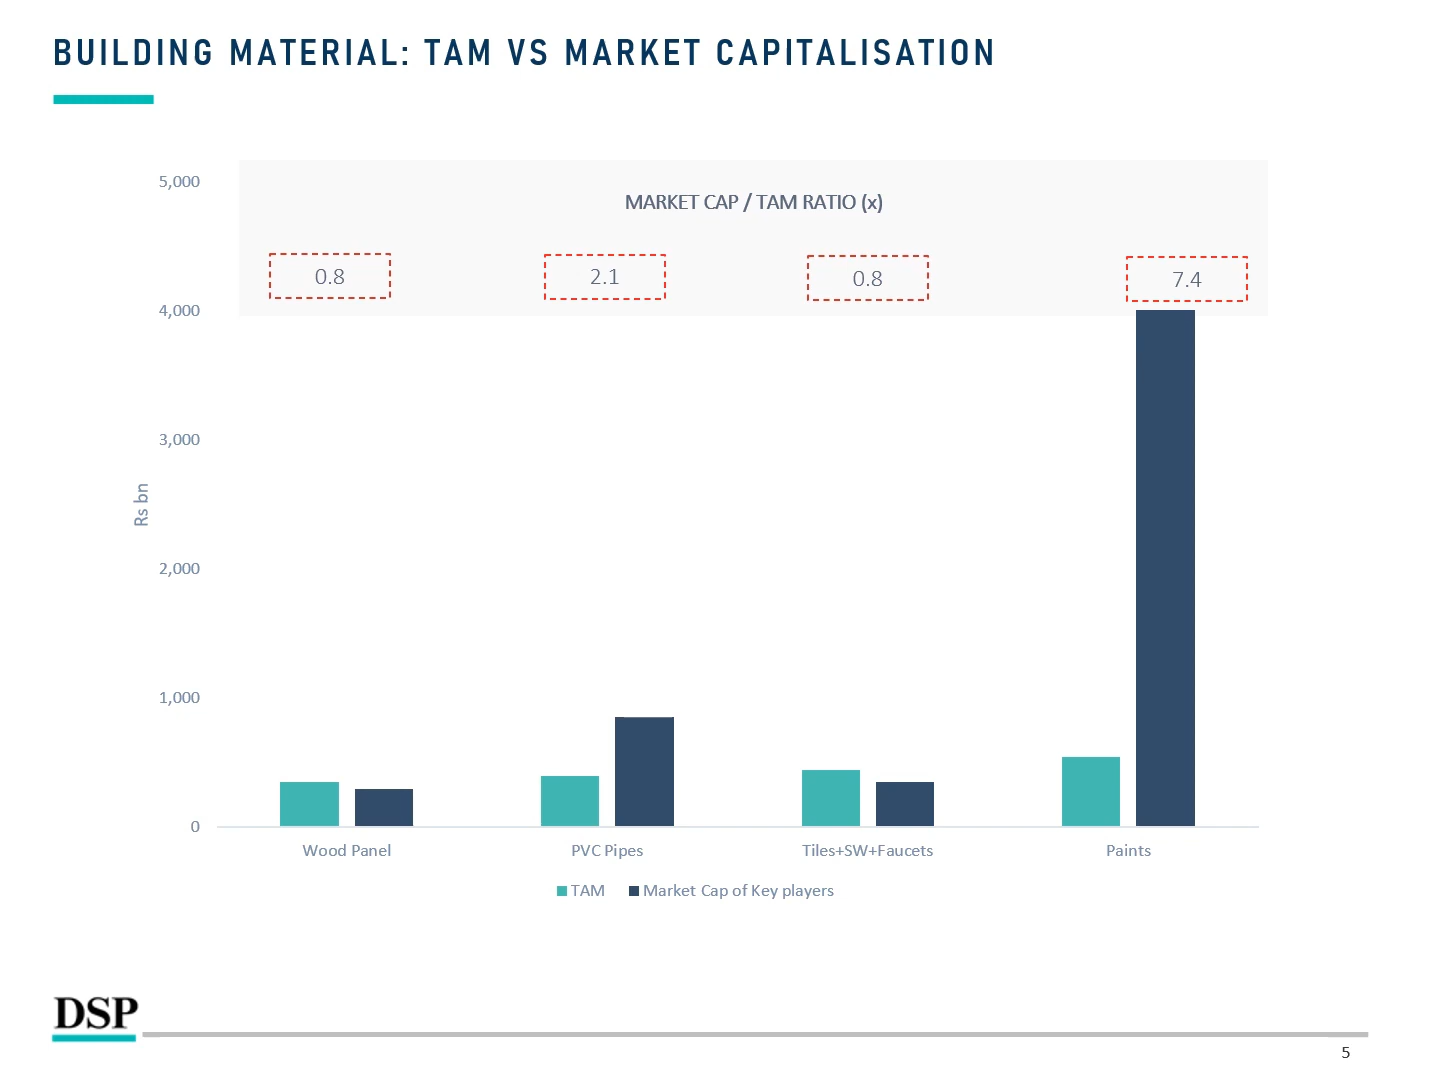 BUILDING MATERIAL: TAM VS MARKET CAPITALISATION
5,000
MARKET CAP / TAM RATIO (x)
0.8
2.1
0.8
7.4
4,000
3,000
Rs bn
2,000
1,000
0
Wood Panel
PVC Pipes
Tiles+SW+Faucets
Paints
TAM
Market Cap of Key players
DSP
5